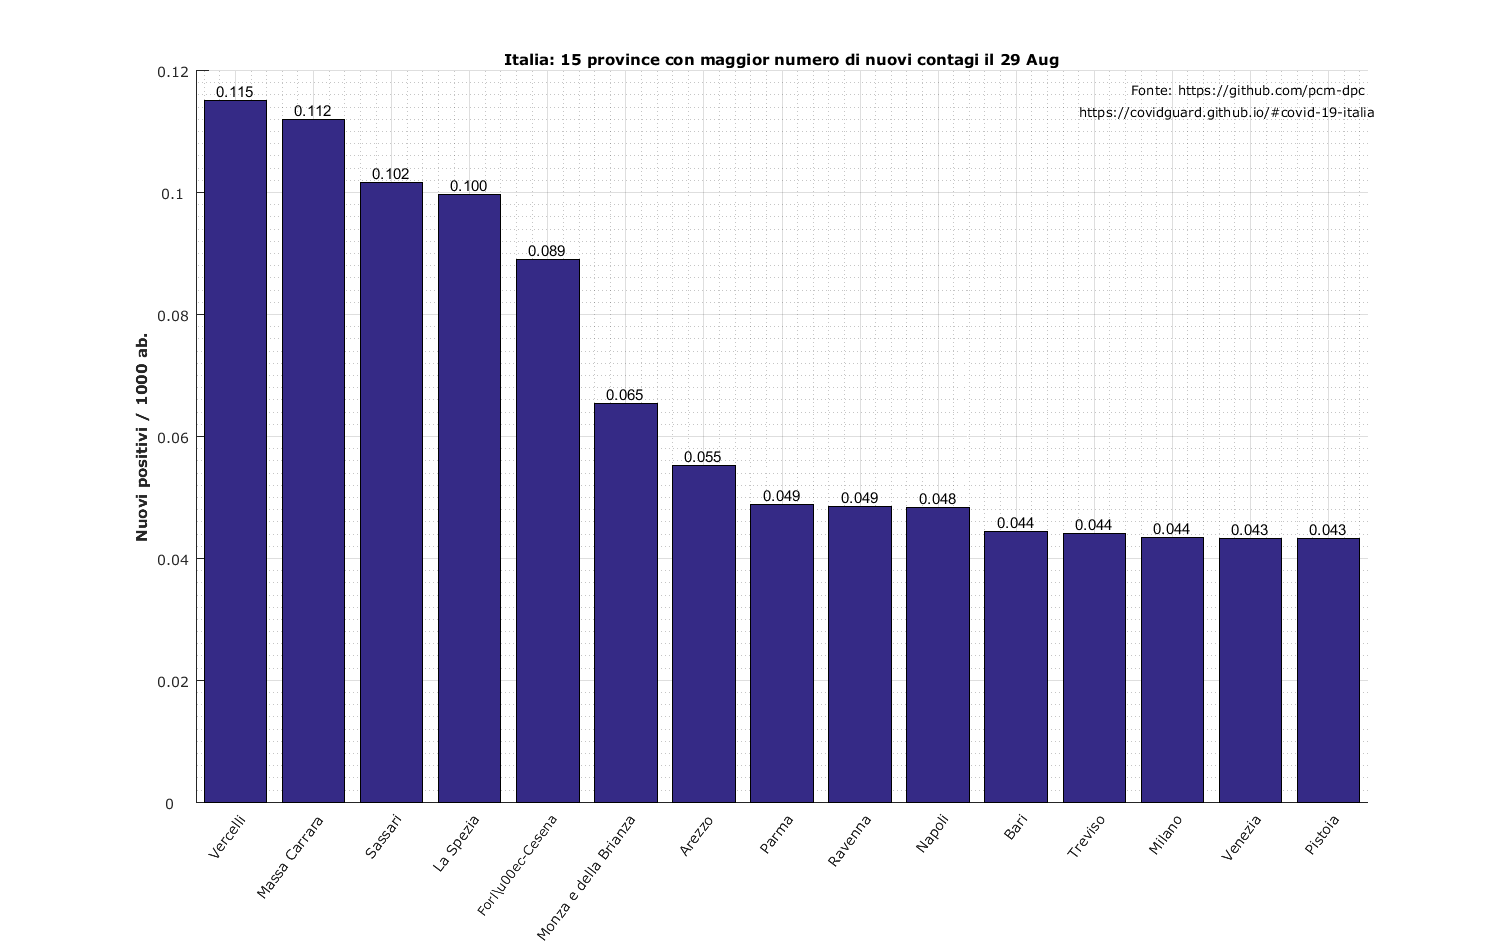 Italia: 15 province con maggior numero di nuovi contagi il 29 Aug
Fonte: https://github.com/pcm-dpc
https://covidguard.github.io/#covid-19-italia
Nuovi positivi / 1000 ab.
0.12
0.1
0.08
0.06
0.04
0.02
0
0.115
0.112
0.102
0.100
0.089
0.065
0.055
0.049
0.049
0.048
0.044
0.044
0.044
0.043
0.043
Vercelli
Massa Carrara
Sassari
La Spezia
Forl\u00ec-Cesena
Monza e della Brianza
Arezzo
Parma
Ravenna
Napoli
Bari
Treviso
Milano
Venezia
Pistoia